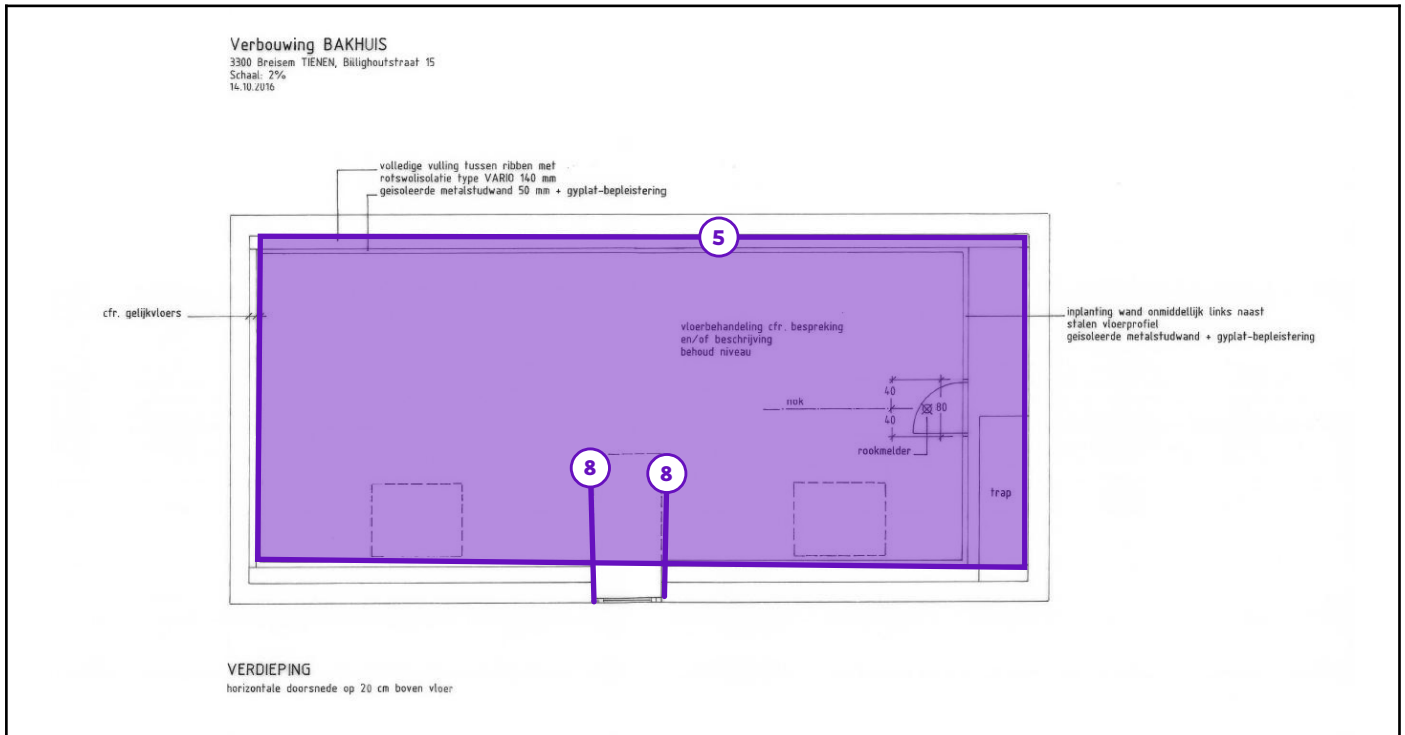 Verbouwing BAKHUIS
3300 Breisem TIENEN, Billighoutstraat 15
Schaal: 2%
14.10.2016
volledige vulling tussen ribben met
rotswolisolatie type VARIO 140 mm
geisoleerde metalstudwand 50 mm + gyplat-bepleistering
5
cfr. gelijkvloers
inplanting wand onmiddellijk links naast
stalen vloerprofiel
geisoleerde metalstudwand + gyplat-bepleistering
vloerbehandeling cfr. bespreking
en/of beschrijving
behoud niveau
nok
40
80
40
rookmelder
8
8
trap
VERDIEPING
horizontale doorsnede op 20 cm boven vloer